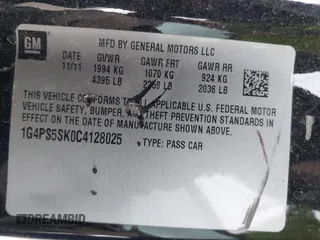 GM
MFD BY GENERAL MOTORS LLC
DATE GVWR GAWR FRT GAWR RR
11/11 1994 KG 1070 KG 924 KG
4395 LB 2359 LB 2036 LB
THIS VEHICLE CONFORMS TO ALL APPLICABLE U.S. FEDERAL MOTOR
VEHICLE SAFETY, BUMPER, AND THEFT PREVENTION STANDARDS IN
EFFECT ON THE DATE OF MANUFACTURE SHOWN ABOVE.
1G4PS5SK0C4128025 TYPE: PASS CAR
DREAMBID